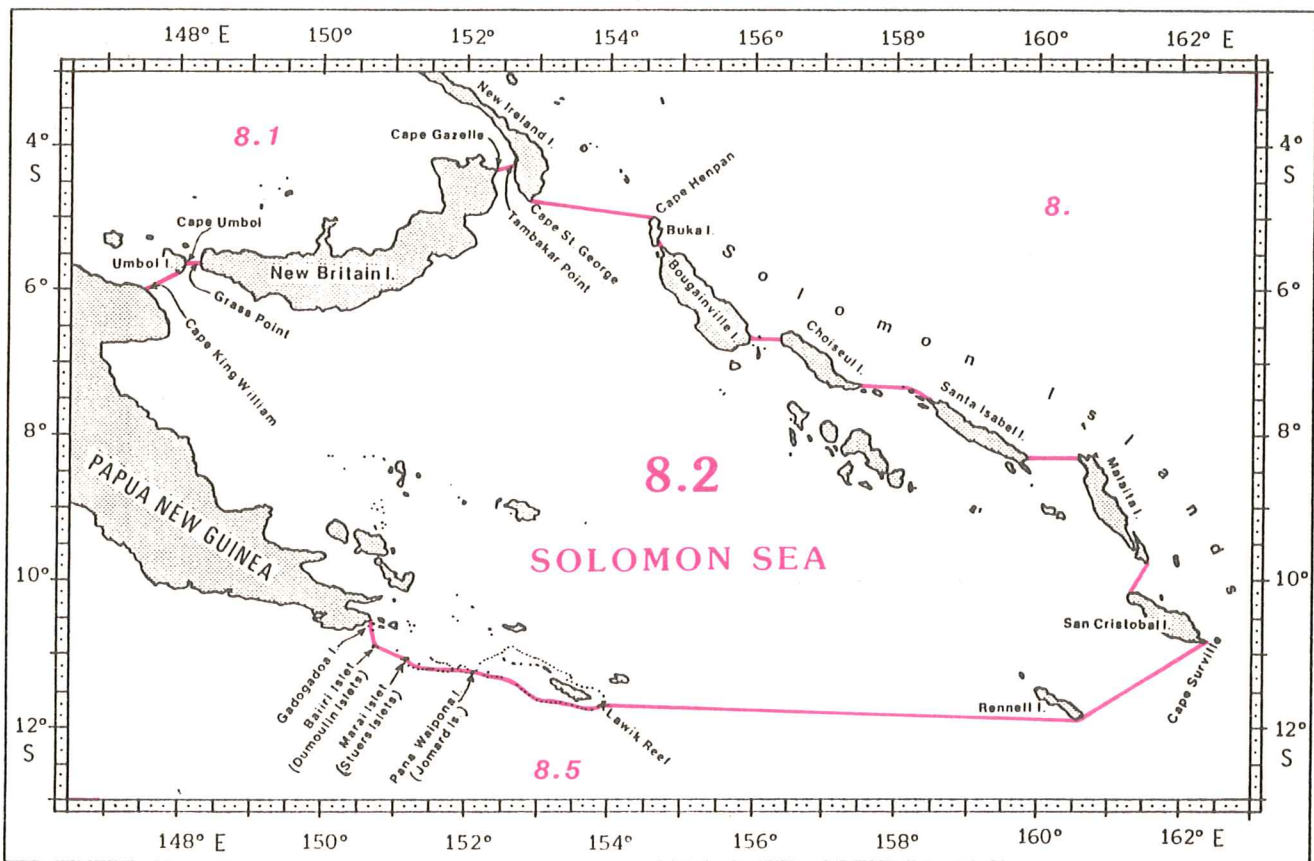 148° E 150° 152° 154° 156° 158° 160° 162° E
4°
S
4°
S
8.1
8.
Cape Gazelle
New Ireland I.
Cape Henpan
Cape Umbol
Umbol I.
New Britain I.
Grass Point
Cape King William
Cape St. George
Tambakar Point
Buka I.
Bougainville I.
Solomon Islands
Choiseul I.
Santa Isabel I.
Malaita I.
6°
6°
8°
8°
8.2
SOLOMON SEA
PAPUA NEW GUINEA
10°
10°
San Cristobal I.
Cape Surville
Rennell I.
Gadogadoa I.
Baiiri Islet
(Dumoulin Islets)
Marai Islet
(Stuers Islets)
Pana Waipona I.
(Jomard Is.)
Lawik Reef
12°
S
12°
S
8.5
148° E 150° 152° 154° 156° 158° 160° 162° E